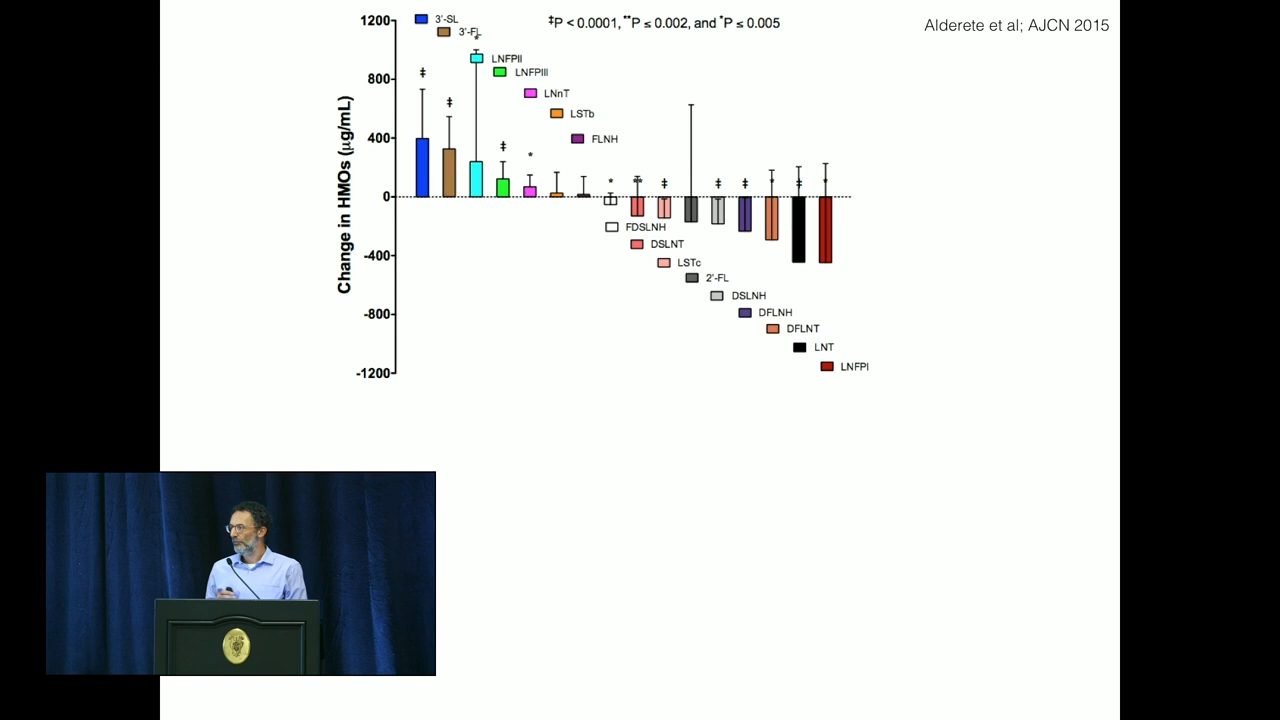 Alderete et al; AJCN 2015
‡P < 0.0001, **P ≤ 0.002, and *P ≤ 0.005
Change in HMOs (µg/mL)
1200
800
400
0
-400
-800
-1200
3'-SL
3'-FL
LNFPII
LNFPIII
LNnT
LSTb
FLNH
‡
‡
*
‡
*
*
**
‡
‡
‡
*
‡
*
FDSLNH
DSLNT
LSTc
2'-FL
DSLNH
DFLNH
DFLNT
LNT
LNFPI